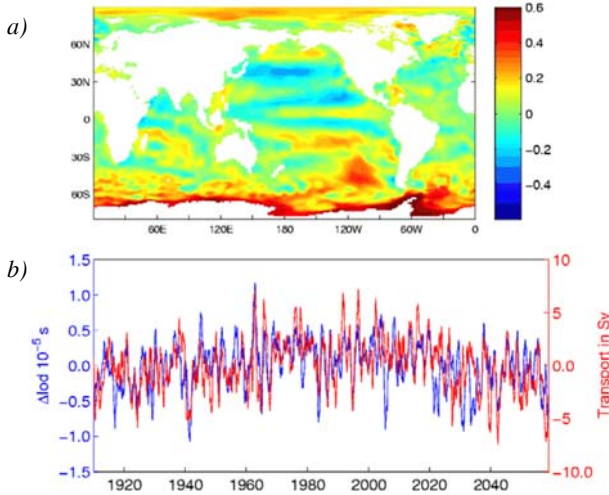 a)
60N
30N
0
30S
60S
60E 120E 180 120W 60W 0
0.6
0.4
0.2
0
−0.2
−0.4
b)
1.5
1.0
0.5
0.0
−0.5
−1.0
−1.5
Δlod 10⁻⁵ s
10
5
0.0
−5
−10.0
Transport in Sv
1920 1940 1960 1980 2000 2020 2040